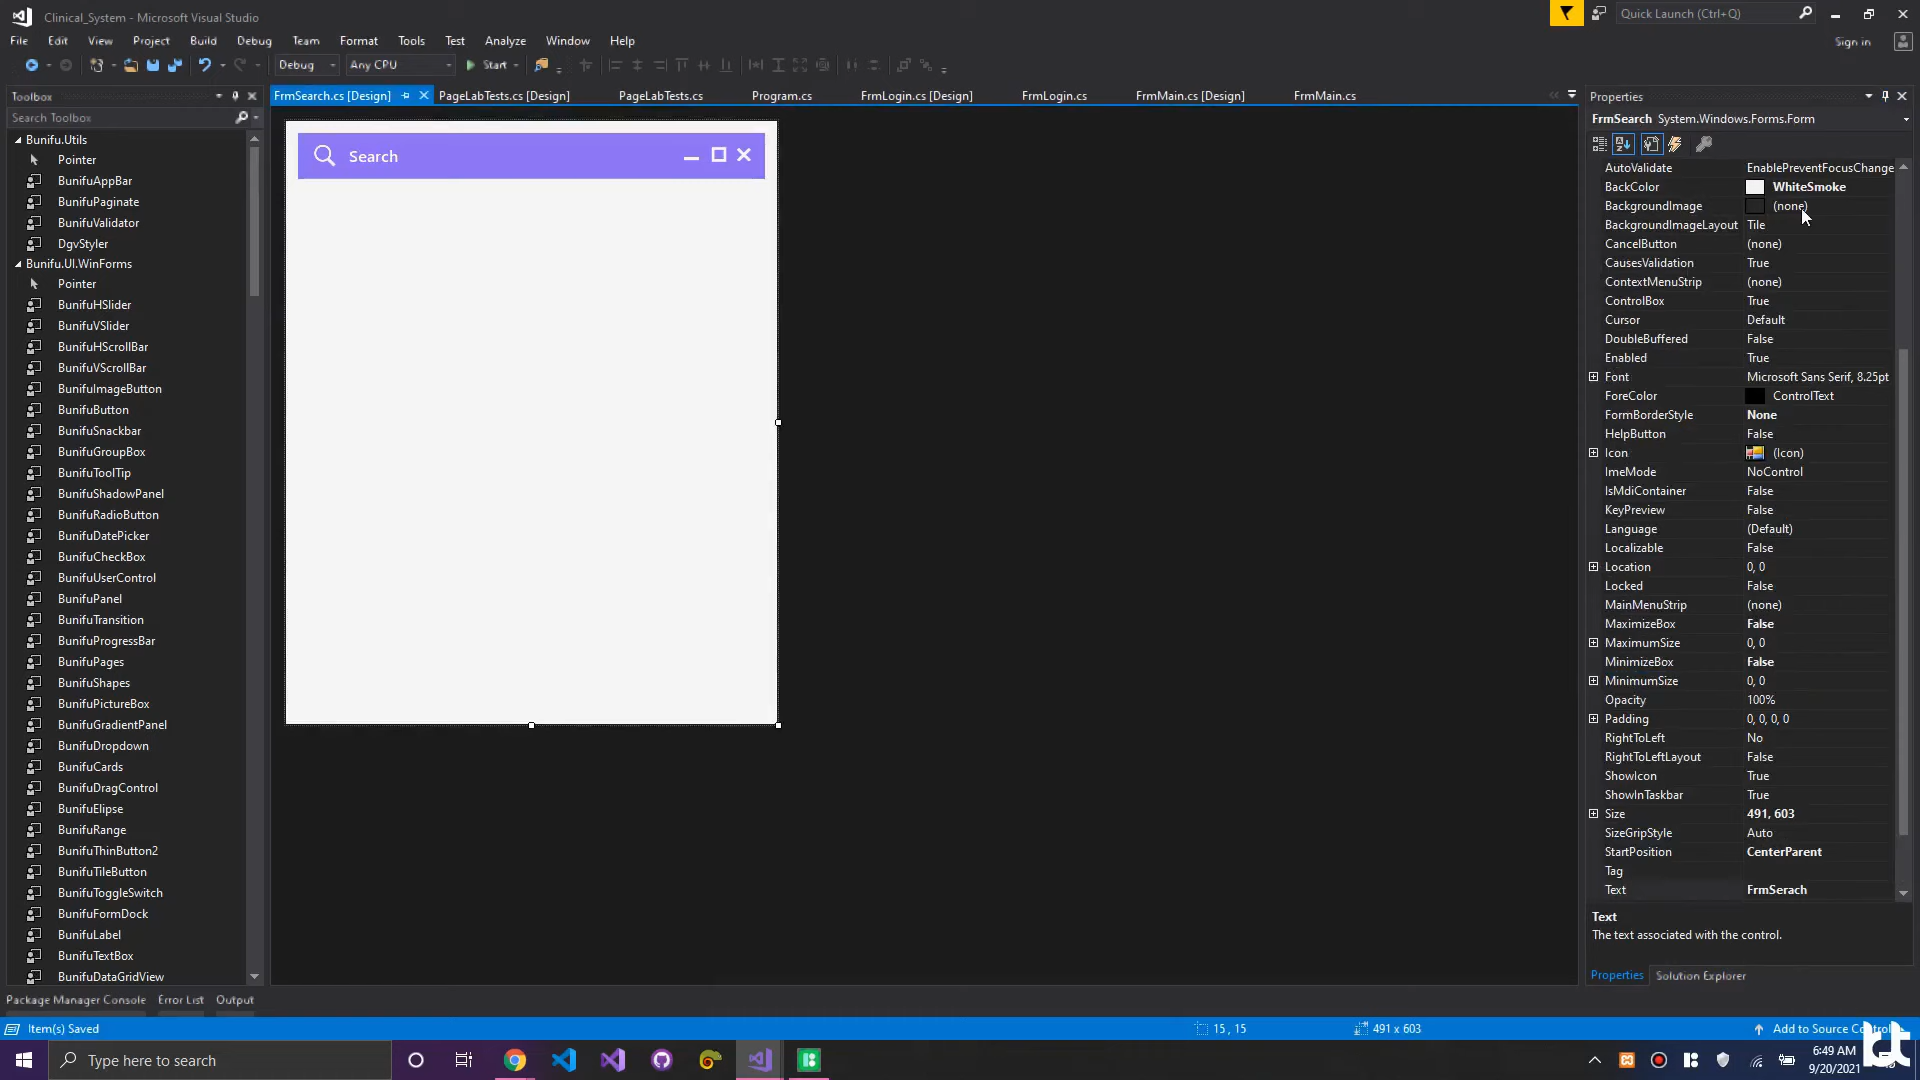 Clinical_System - Microsoft Visual Studio
Quick Launch (Ctrl+Q)
File Edit View Project Build Debug Team Format Tools Test Analyze Window Help
Sign in
Debug Any CPU Start
Toolbox
FrmSearch.cs [Design] PageLabTests.cs [Design] PageLabTests.cs Program.cs FrmLogin.cs [Design] FrmLogin.cs FrmMain.cs [Design] FrmMain.cs
Search Toolbox
Bunifu.Utils
Pointer
BunifuAppBar
BunifuPaginate
BunifuValidator
DgvStyler
Bunifu.UI.WinForms
Pointer
BunifuHSlider
BunifuVSlider
BunifuHScrollBar
BunifuVScrollBar
BunifuImageButton
BunifuButton
BunifuSnackbar
BunifuGroupBox
BunifuToolTip
BunifuShadowPanel
BunifuRadioButton
BunifuDatePicker
BunifuCheckBox
BunifuUserControl
BunifuPanel
BunifuTransition
BunifuProgressBar
BunifuPages
BunifuShapes
BunifuPictureBox
BunifuGradientPanel
BunifuDropdown
BunifuCards
BunifuDragControl
BunifuElipse
BunifuRange
BunifuThinButton2
BunifuTileButton
BunifuToggleSwitch
BunifuFormDock
BunifuLabel
BunifuTextBox
BunifuDataGridView
Search
Properties
FrmSearch System.Windows.Forms.Form
AutoValidate EnablePreventFocusChange
BackColor WhiteSmoke
BackgroundImage (none)
BackgroundImageLayout Tile
CancelButton (none)
CausesValidation True
ContextMenuStrip (none)
ControlBox True
Cursor Default
DoubleBuffered False
Enabled True
Font Microsoft Sans Serif, 8.25pt
ForeColor ControlText
FormBorderStyle None
HelpButton False
Icon (Icon)
ImeMode NoControl
IsMdiContainer False
KeyPreview False
Language (Default)
Localizable False
Location 0, 0
Locked False
MainMenuStrip (none)
MaximizeBox False
MaximumSize 0, 0
MinimizeBox False
MinimumSize 0, 0
Opacity 100%
Padding 0, 0, 0, 0
RightToLeft No
RightToLeftLayout False
ShowIcon True
ShowInTaskbar True
Size 491, 603
SizeGripStyle Auto
StartPosition CenterParent
Tag
Text FrmSerach
Text
The text associated with the control.
Properties Solution Explorer
Package Manager Console Error List Output
Item(s) Saved 15 , 15 491 x 603 Add to Source
Type here to search
6:49 AM
9/20/2021